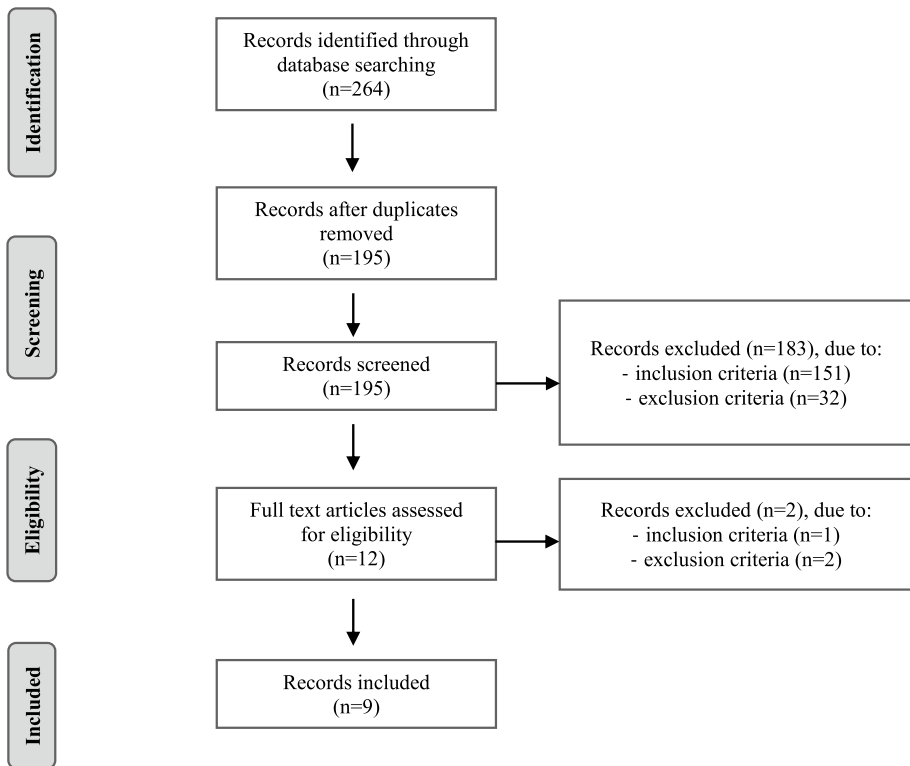 Identification
Records identified through
database searching
(n=264)
Records after duplicates
removed
(n=195)
Screening
Records screened
(n=195)
Records excluded (n=183), due to:
- inclusion criteria (n=151)
- exclusion criteria (n=32)
Eligibility
Full text articles assessed
for eligibility
(n=12)
Records excluded (n=2), due to:
- inclusion criteria (n=1)
- exclusion criteria (n=2)
Included
Records included
(n=9)